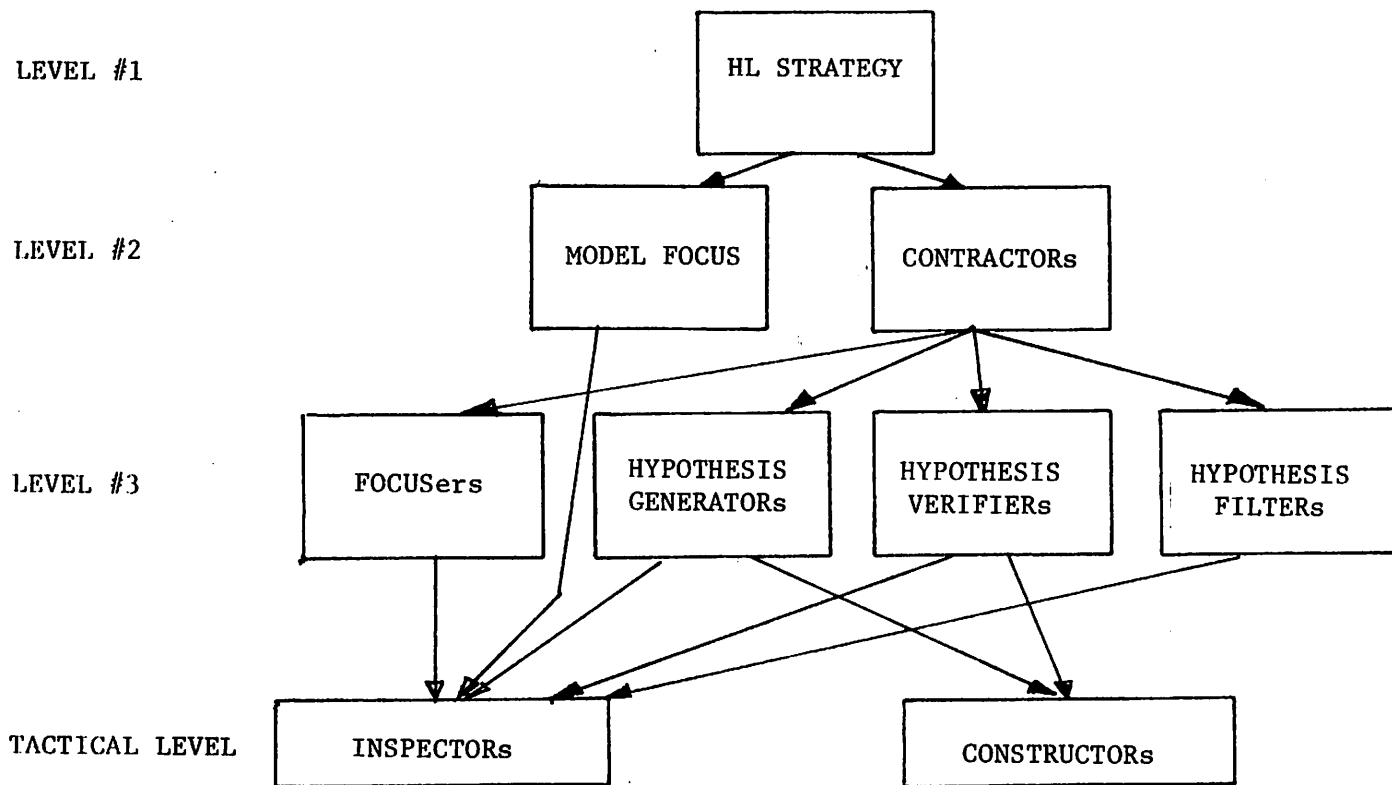 LEVEL #1
HL STRATEGY
LEVEL #2
MODEL FOCUS
CONTRACTORs
LEVEL #3
FOCUSers
HYPOTHESIS
GENERATORs
HYPOTHESIS
VERIFIERs
HYPOTHESIS
FILTERs
TACTICAL LEVEL
INSPECTORs
CONSTRUCTORs